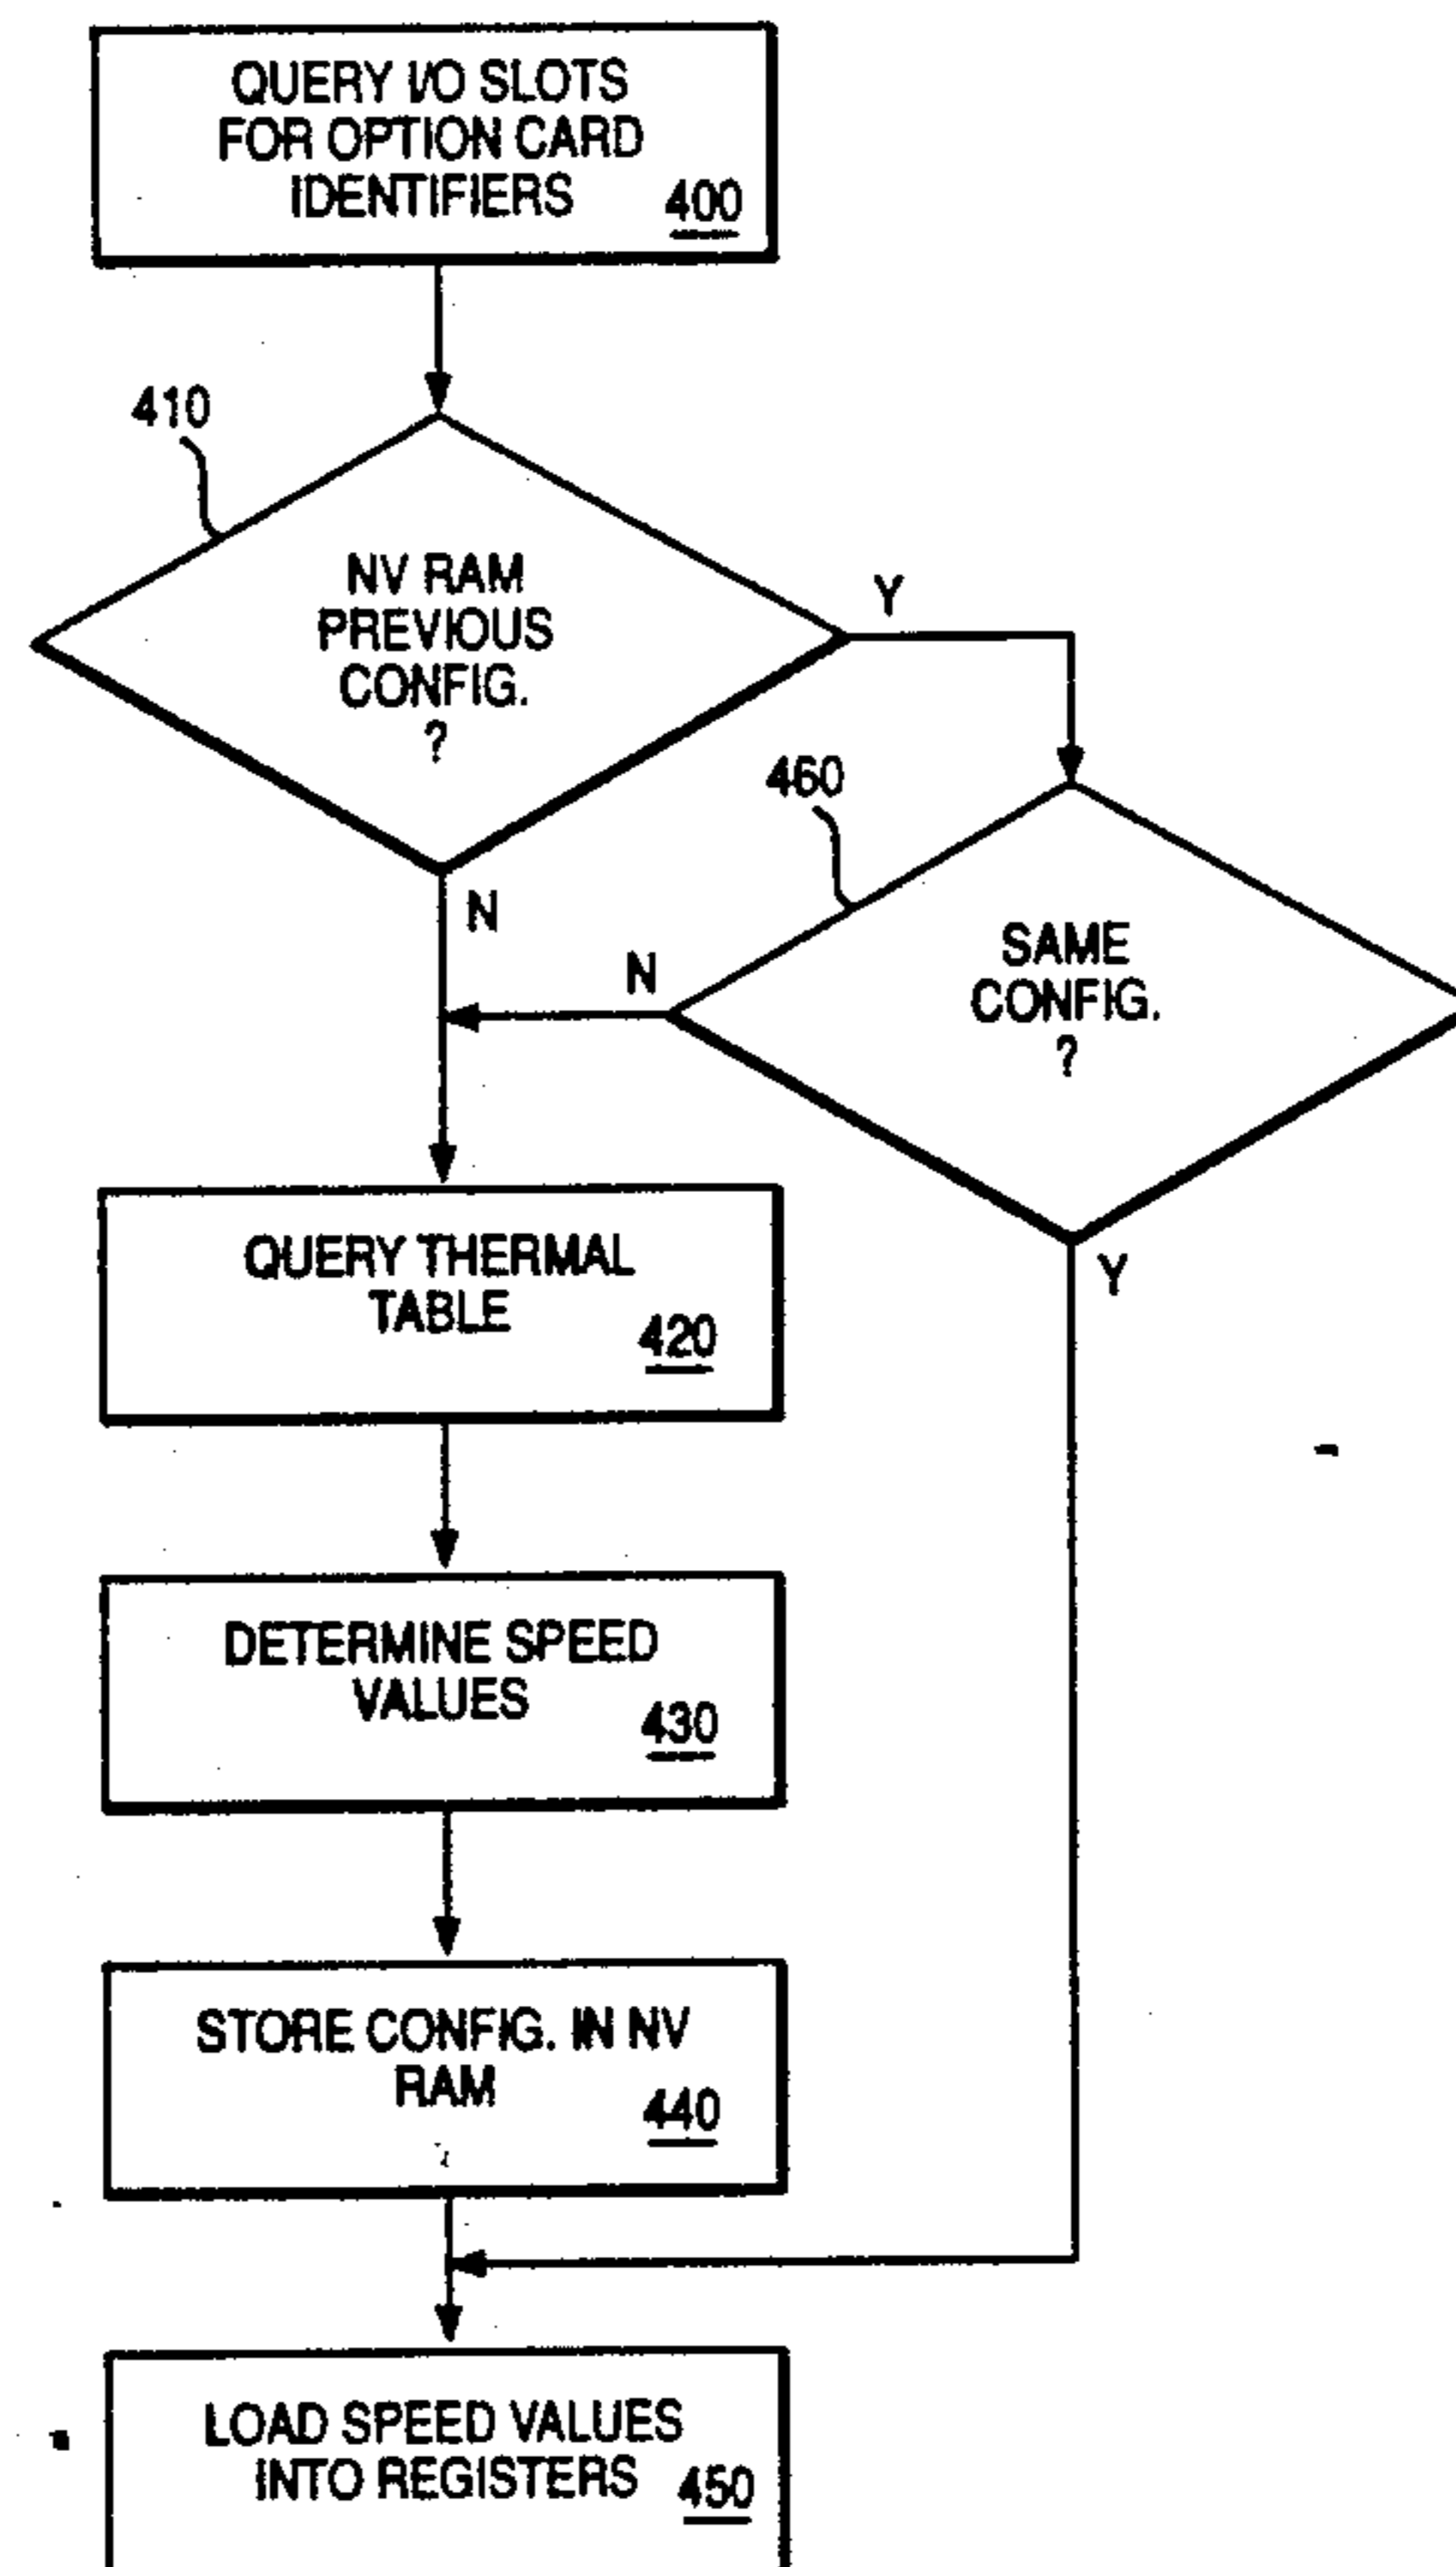 QUERY I/O SLOTS
FOR OPTION CARD
IDENTIFIERS 400
410
NV RAM
PREVIOUS
CONFIG.
?
Y
N
460
SAME
CONFIG.
?
N
Y
QUERY THERMAL
TABLE 420
DETERMINE SPEED
VALUES 430
STORE CONFIG. IN NV
RAM 440
LOAD SPEED VALUES
INTO REGISTERS 450